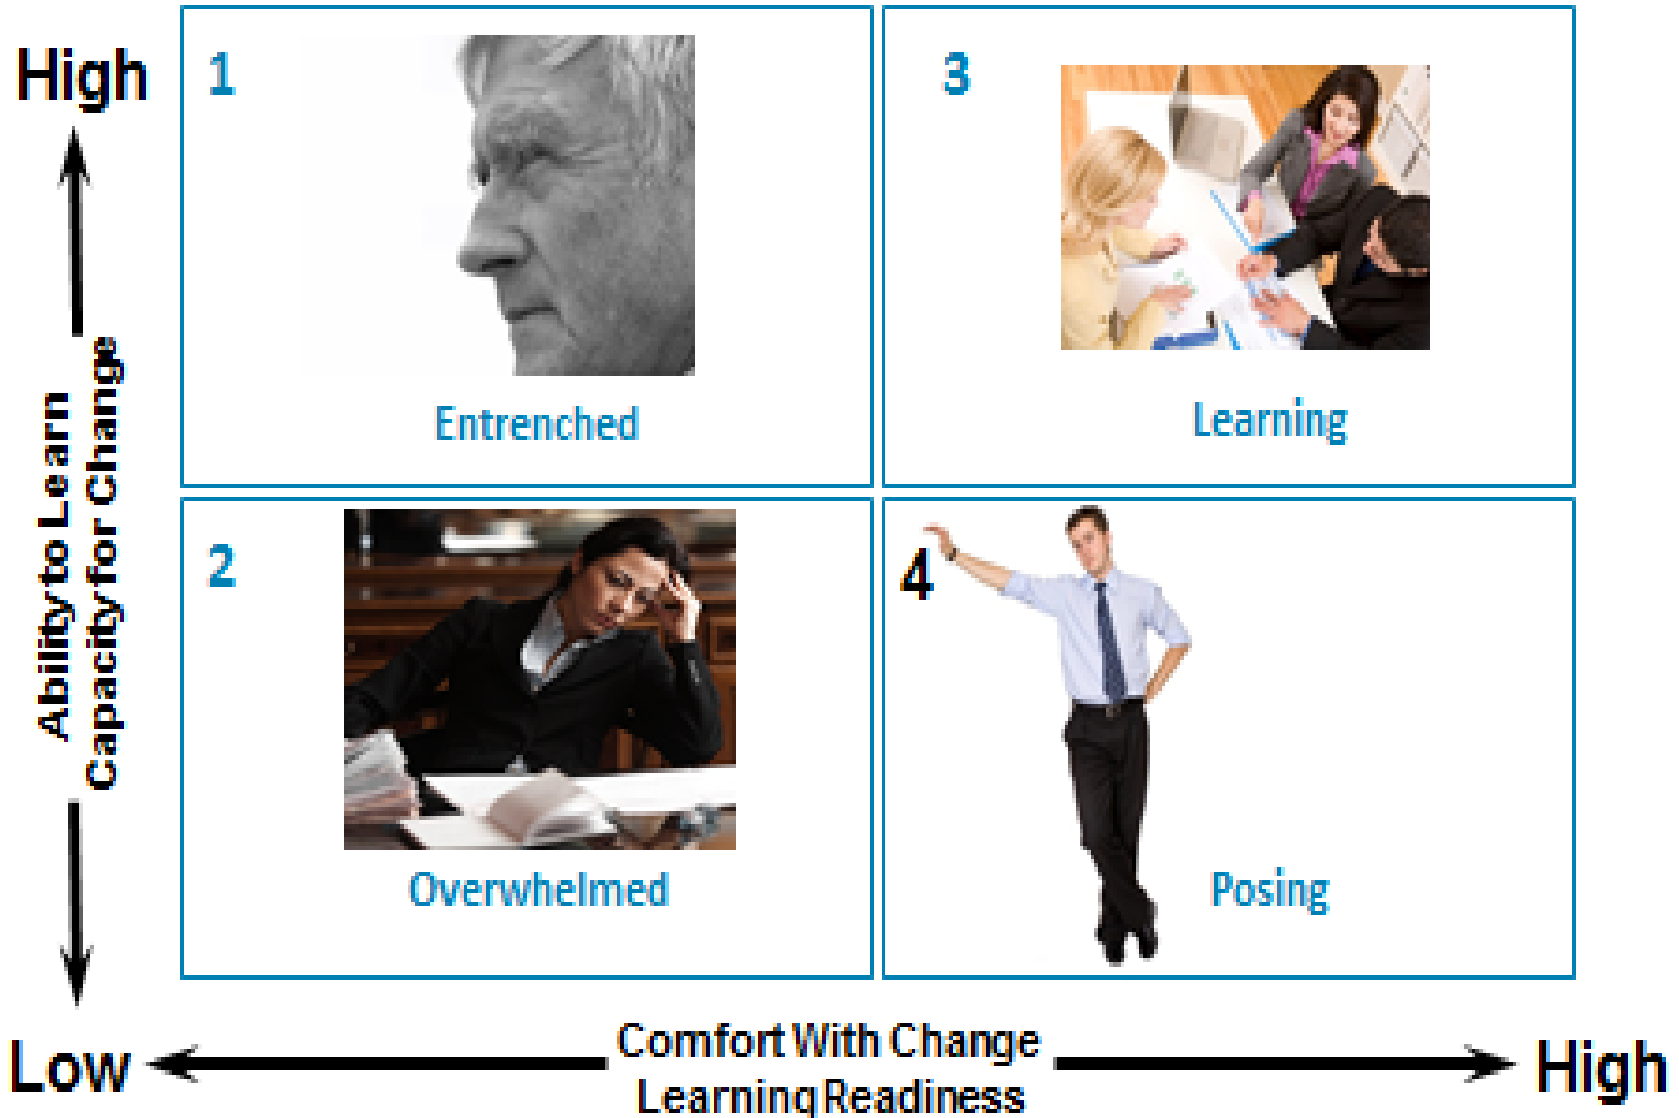 High
1
3
Entrenched
Learning
Ability to Learn
Capacity for Change
2
4
Overwhelmed
Posing
Low
Comfort With Change
Learning Readiness
High